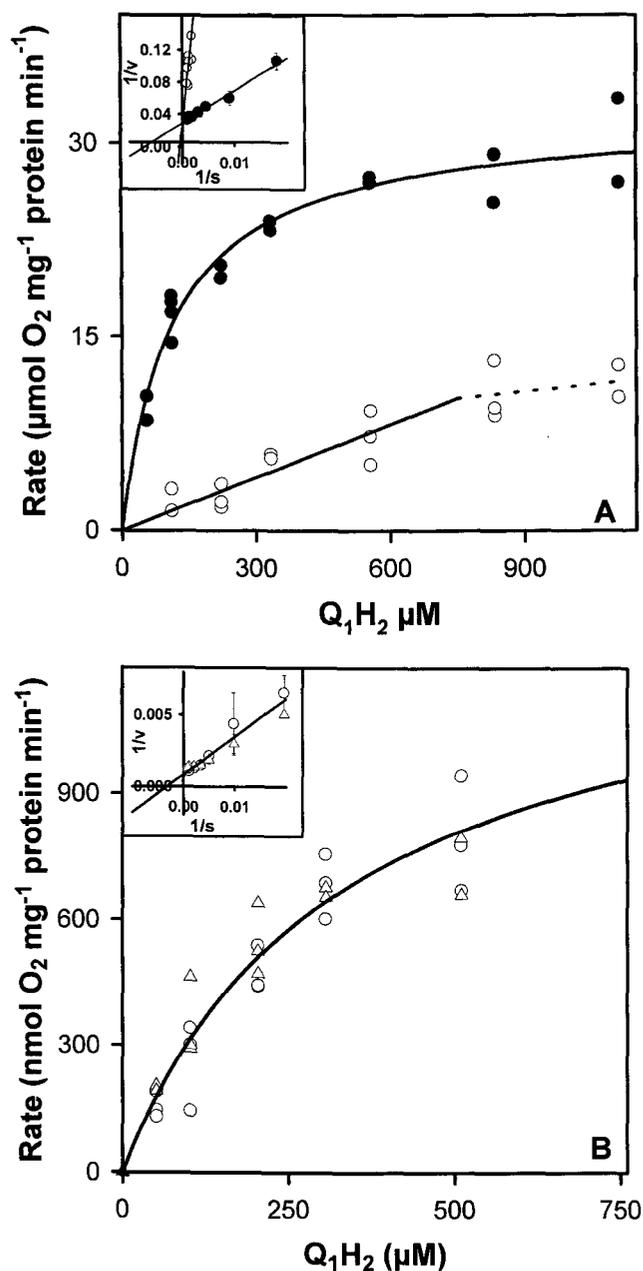 0.12
0.08
0.04
0.00
1/v
0.00
0.01
1/s
30
15
0
Rate (µmol O₂ mg⁻¹ protein min⁻¹)
A
0
300
600
900
Q₁H₂ µM
0.005
0.000
1/v
0.00
0.01
1/s
900
600
300
0
Rate (nmol O₂ mg⁻¹ protein min⁻¹)
B
0
250
500
750
Q₁H₂ (µM)